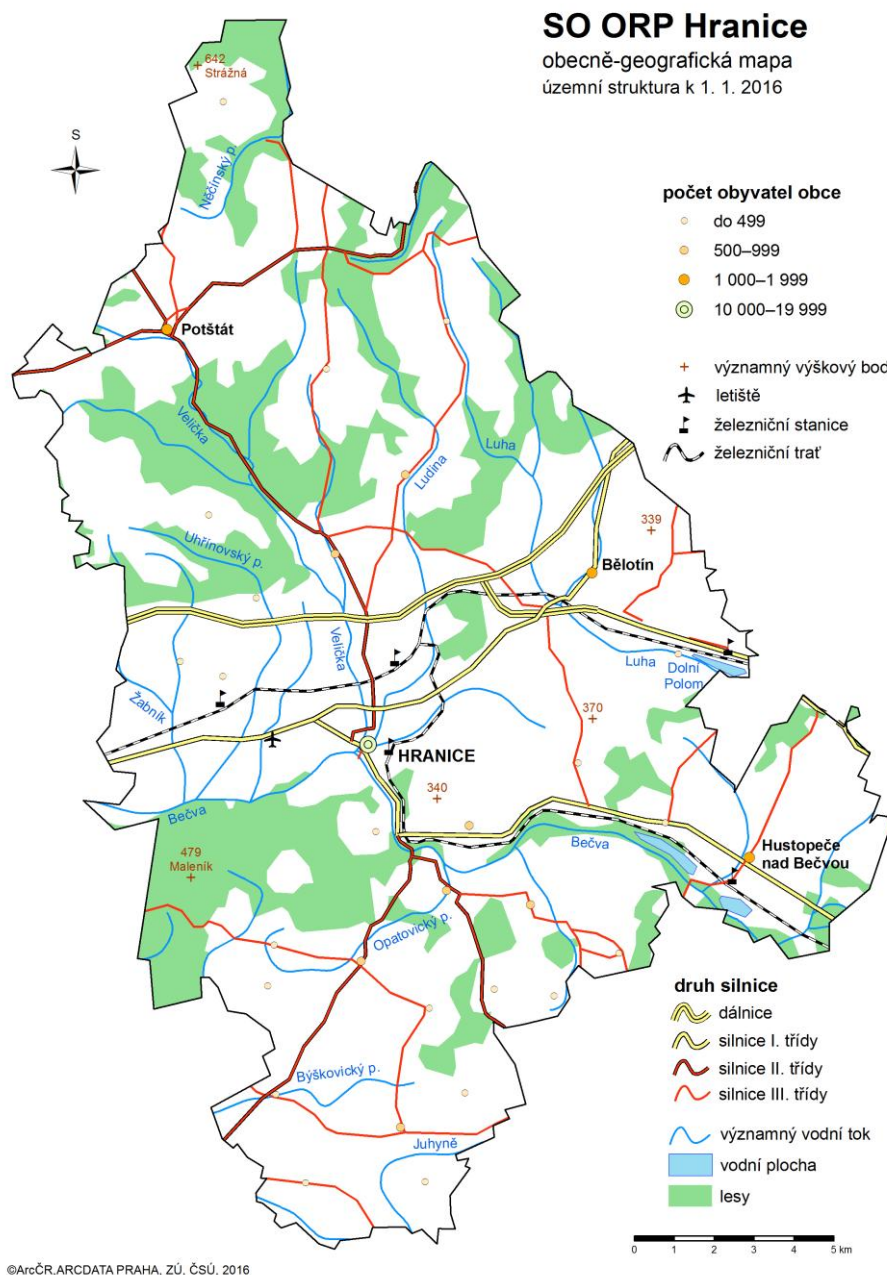 SO ORP Hranice
obecně-geografická mapa
územní struktura k 1. 1. 2016
S
642
Strážná
Něčínský p.
počet obyvatel obce
do 499
500–999
1 000–1 999
10 000–19 999
významný výškový bod
letiště
železniční stanice
železniční trať
Potštát
Velička
Luha
Ludina
339
Uhřínovský p.
Bělotín
Velička
Luha
Dolní
Polom
Žabník
370
HRANICE
340
Bečva
Bečva
Hustopeče
nad Bečvou
479
Maleník
Opatovický p.
druh silnice
dálnice
silnice I. třídy
silnice II. třídy
silnice III. třídy
Býškovický p.
Juhyně
významný vodní tok
vodní plocha
lesy
0 1 2 3 4 5 km
©ArcČR,ARCDATA PRAHA, ZÚ, ČSÚ, 2016